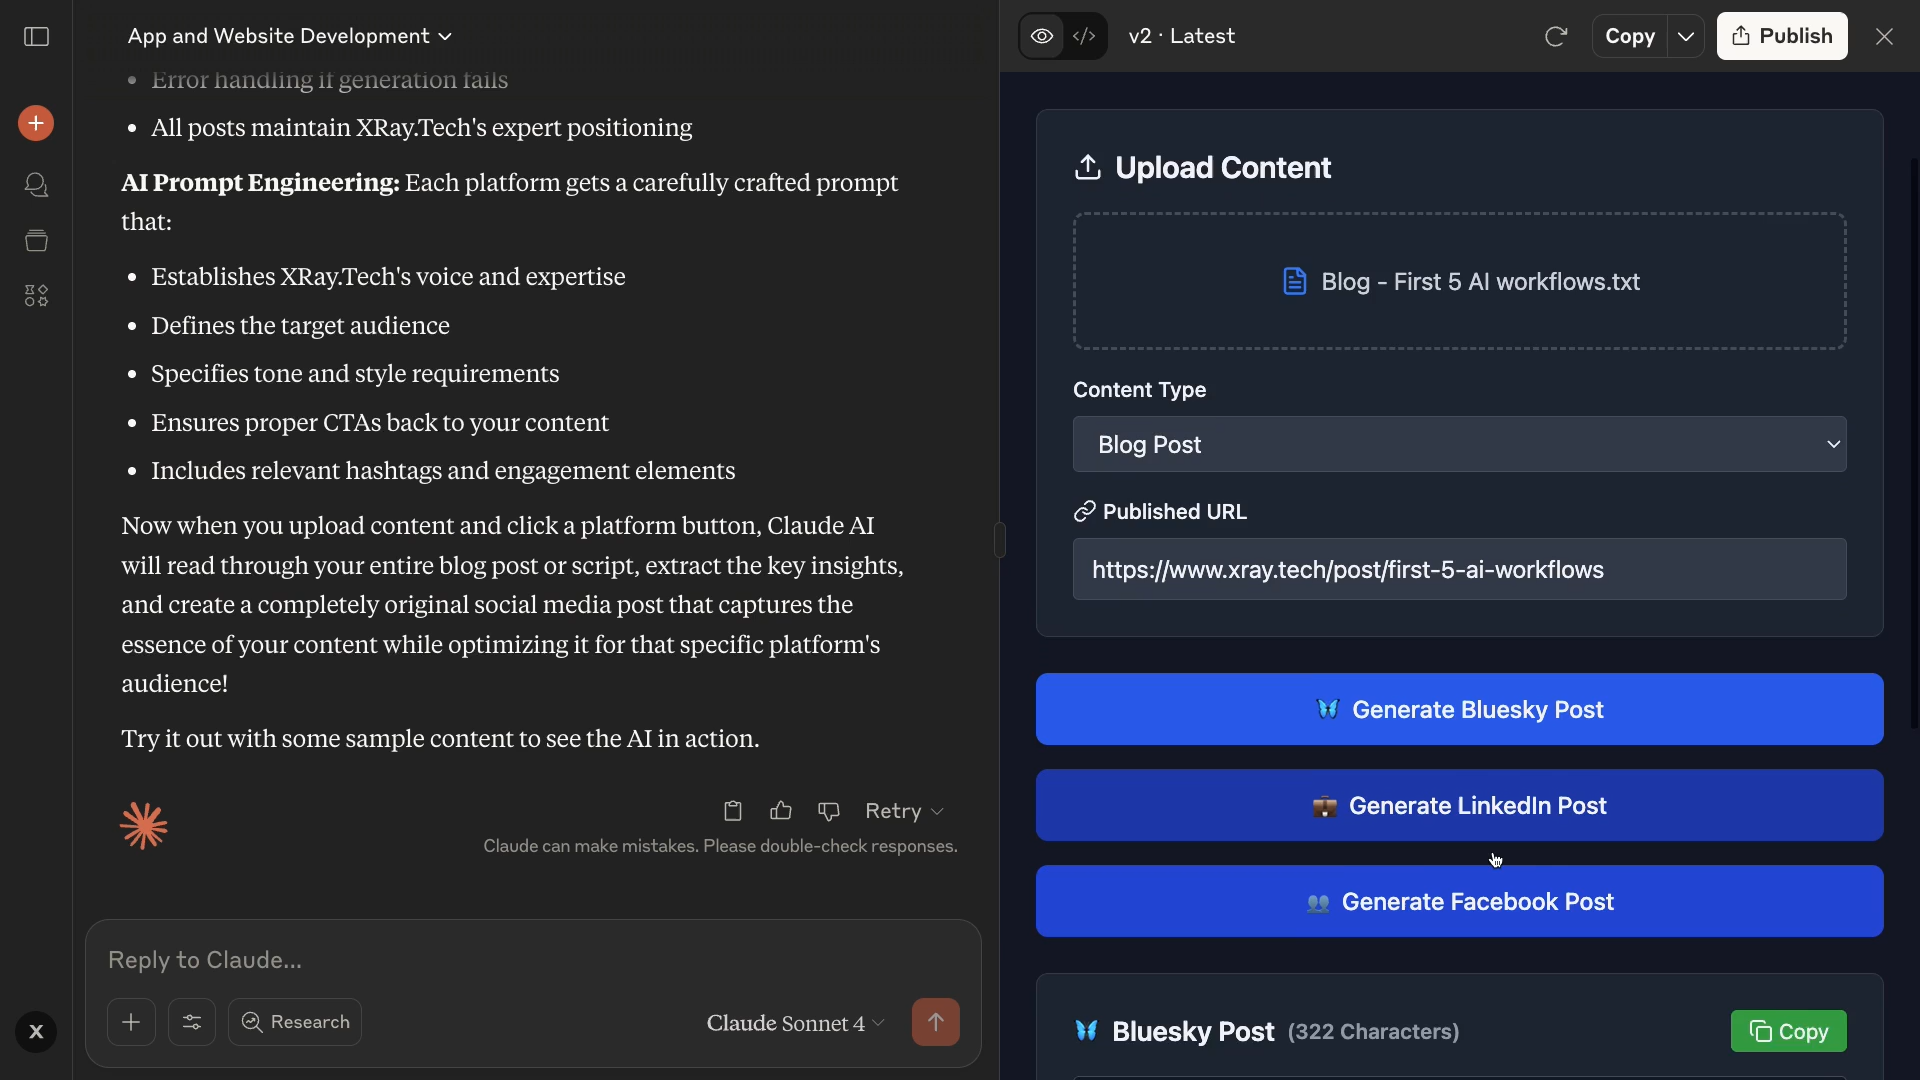 App and Website Development
v2 · Latest
Copy
Publish
Error handling if generation fails
All posts maintain XRay.Tech's expert positioning
AI Prompt Engineering: Each platform gets a carefully crafted prompt
that:
Establishes XRay.Tech's voice and expertise
Defines the target audience
Specifies tone and style requirements
Ensures proper CTAs back to your content
Includes relevant hashtags and engagement elements
Now when you upload content and click a platform button, Claude AI
will read through your entire blog post or script, extract the key insights,
and create a completely original social media post that captures the
essence of your content while optimizing it for that specific platform's
audience!
Try it out with some sample content to see the AI in action.
Retry
Claude can make mistakes. Please double-check responses.
Reply to Claude...
Research
Claude Sonnet 4
X
Upload Content
Blog - First 5 AI workflows.txt
Content Type
Blog Post
Published URL
https://www.xray.tech/post/first-5-ai-workflows
Generate Bluesky Post
Generate LinkedIn Post
Generate Facebook Post
Bluesky Post (322 Characters)
Copy